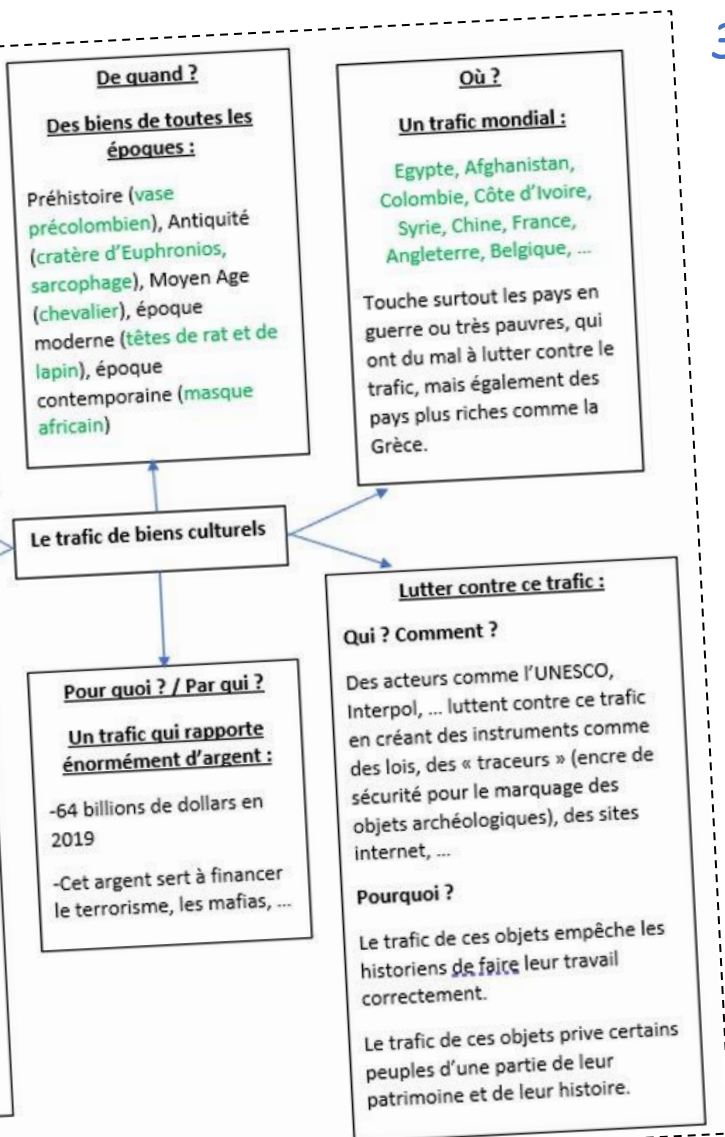 De quand ?
Des biens de toutes les
époques :
Préhistoire (vase
précolombien), Antiquité
(cratère d'Euphronios,
sarcophage), Moyen Age
(chevalier), époque
moderne (têtes de rat et de
lapin), époque
contemporaine (masque
africain)
Où ?
Un trafic mondial :
Egypte, Afghanistan,
Colombie, Côte d'Ivoire,
Syrie, Chine, France,
Angleterre, Belgique, ...
Touche surtout les pays en
guerre ou très pauvres, qui
ont du mal à lutter contre le
trafic, mais également des
pays plus riches comme la
Grèce.
Le trafic de biens culturels
Pour quoi ? / Par qui ?
Un trafic qui rapporte
énormément d'argent :
-64 billions de dollars en
2019
-Cet argent sert à financer
le terrorisme, les mafias, ...
Lutter contre ce trafic :
Qui ? Comment ?
Des acteurs comme l'UNESCO,
Interpol, ... luttent contre ce trafic
en créant des instruments comme
des lois, des « traceurs » (encre de
sécurité pour le marquage des
objets archéologiques), des sites
internet, ...
Pourquoi ?
Le trafic de ces objets empêche les
historiens de faire leur travail
correctement.
Le trafic de ces objets prive certains
peuples d'une partie de leur
patrimoine et de leur histoire.